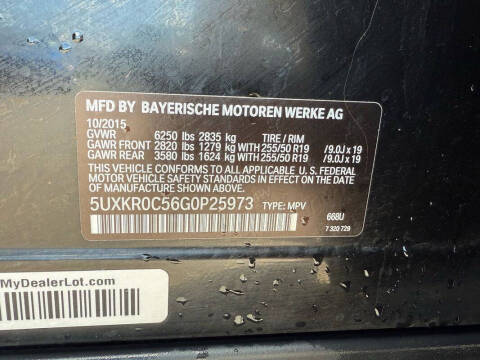 MFD BY BAYERISCHE MOTOREN WERKE AG
10/2015
GVWR 6250 lbs 2835 kg TIRE / RIM
GAWR FRONT 2820 lbs 1279 kg WITH 255/50 R19 /9.0J x 19
GAWR REAR 3580 lbs 1624 kg WITH 255/50 R19 /9.0J x 19
THIS VEHICLE CONFORMS TO ALL APPLICABLE U. S. FEDERAL
MOTOR VEHICLE SAFETY STANDARDS IN EFFECT ON THE
DATE OF MANUFACTURE SHOWN ABOVE.
5UXKR0C56G0P25973 TYPE: MPV 668U
7 320 729
MyDealerLot.com